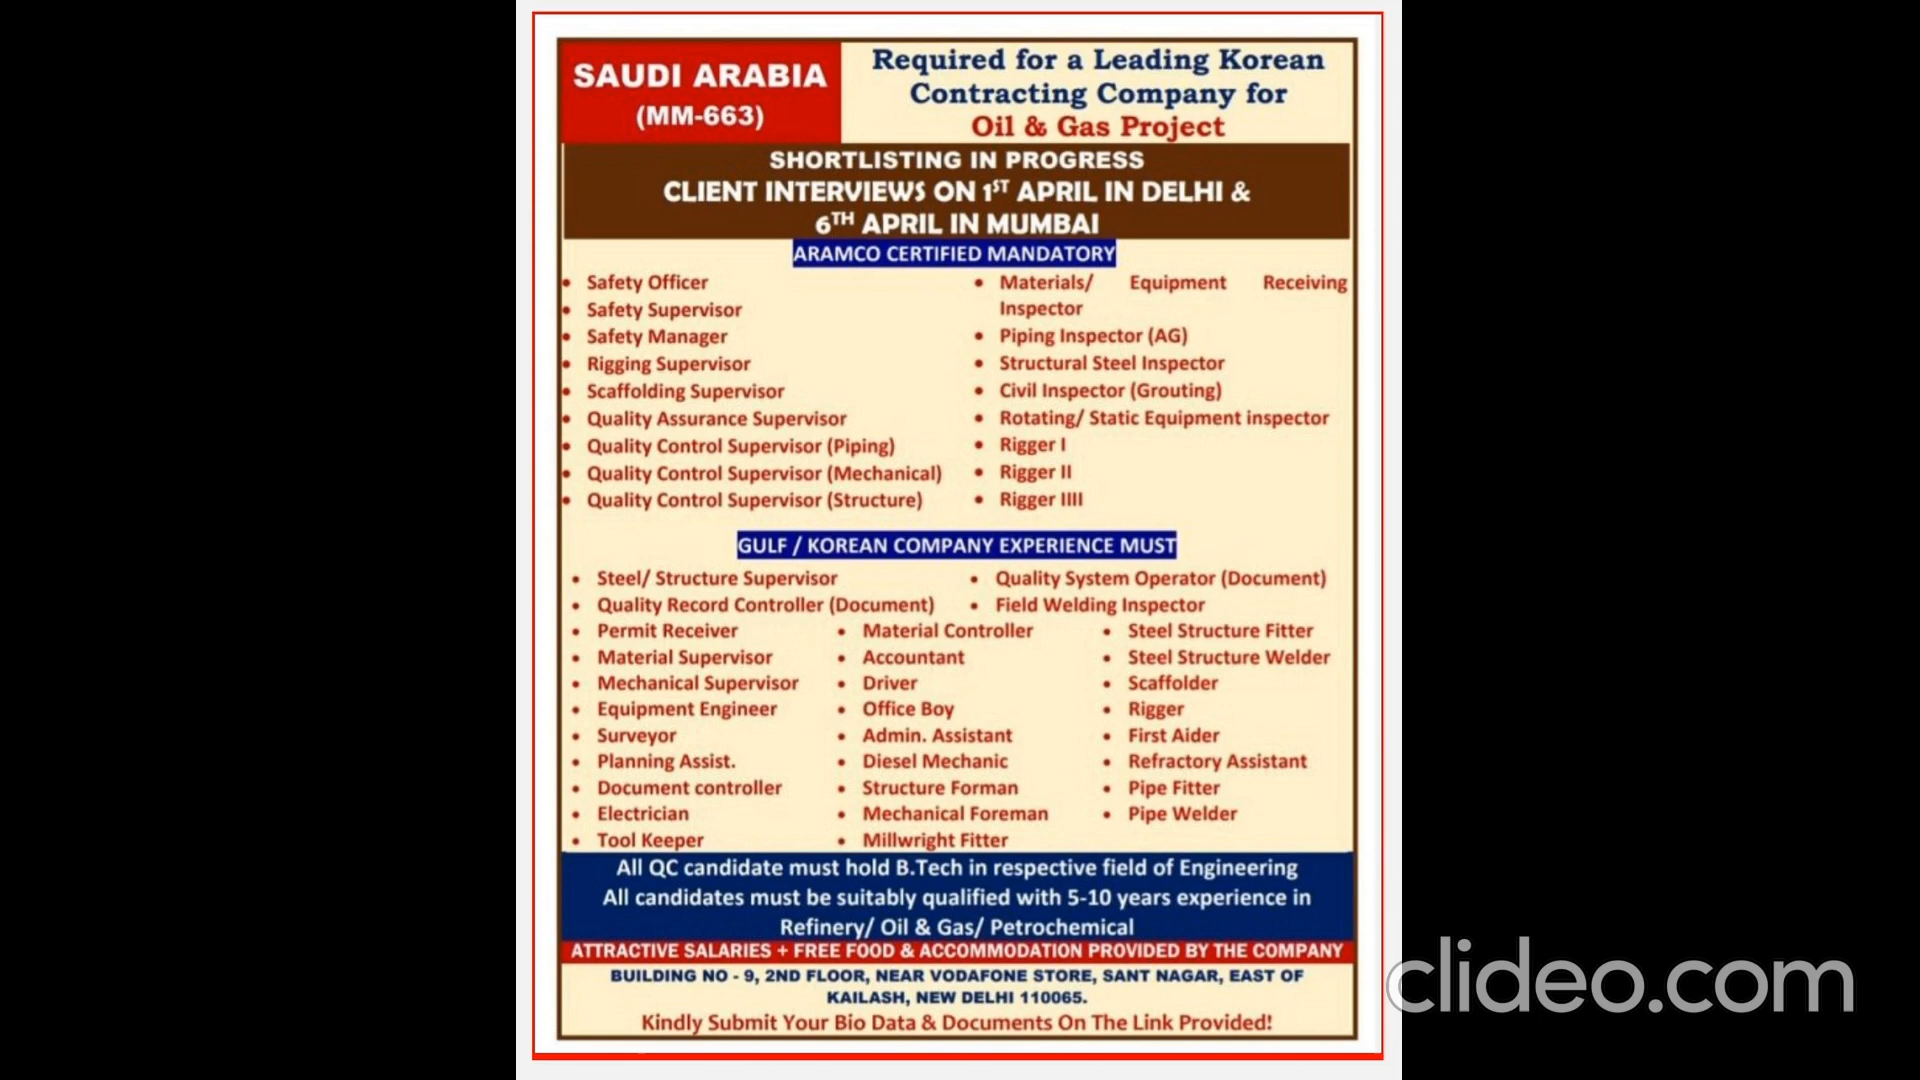 SAUDI ARABIA
(MM-663)
Required for a Leading Korean
Contracting Company for
Oil & Gas Project
SHORTLISTING IN PROGRESS
CLIENT INTERVIEWS ON 1ST APRIL IN DELHI &
6TH APRIL IN MUMBAI
ARAMCO CERTIFIED MANDATORY
• Safety Officer
• Safety Supervisor
• Safety Manager
• Rigging Supervisor
• Scaffolding Supervisor
• Quality Assurance Supervisor
• Quality Control Supervisor (Piping)
• Quality Control Supervisor (Mechanical)
• Quality Control Supervisor (Structure)
• Materials/ Equipment Receiving
Inspector
• Piping Inspector (AG)
• Structural Steel Inspector
• Civil Inspector (Grouting)
• Rotating/ Static Equipment inspector
• Rigger I
• Rigger II
• Rigger IIII
GULF / KOREAN COMPANY EXPERIENCE MUST
• Steel/ Structure Supervisor
• Quality Record Controller (Document)
• Quality System Operator (Document)
• Field Welding Inspector
• Permit Receiver
• Material Supervisor
• Mechanical Supervisor
• Equipment Engineer
• Surveyor
• Planning Assist.
• Document controller
• Electrician
• Tool Keeper
• Material Controller
• Accountant
• Driver
• Office Boy
• Admin. Assistant
• Diesel Mechanic
• Structure Forman
• Mechanical Foreman
• Millwright Fitter
• Steel Structure Fitter
• Steel Structure Welder
• Scaffolder
• Rigger
• First Aider
• Refractory Assistant
• Pipe Fitter
• Pipe Welder
All QC candidate must hold B.Tech in respective field of Engineering
All candidates must be suitably qualified with 5-10 years experience in
Refinery/ Oil & Gas/ Petrochemical
ATTRACTIVE SALARIES + FREE FOOD & ACCOMMODATION PROVIDED BY THE COMPANY
BUILDING NO - 9, 2ND FLOOR, NEAR VODAFONE STORE, SANT NAGAR, EAST OF
KAILASH, NEW DELHI 110065.
Kindly Submit Your Bio Data & Documents On The Link Provided!
clideo.com